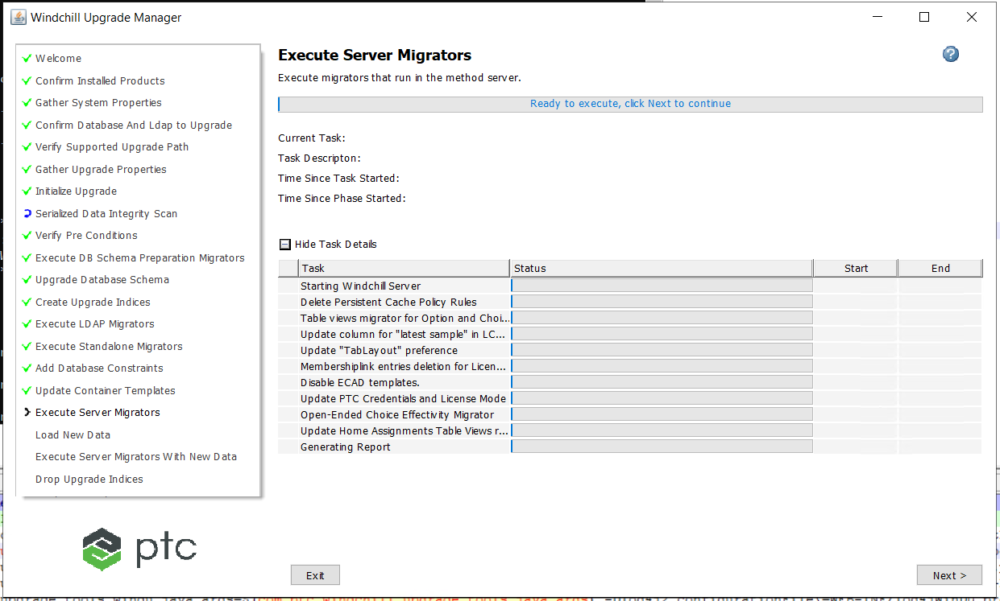 Windchill Upgrade Manager
Welcome
Confirm Installed Products
Gather System Properties
Confirm Database And Ldap to Upgrade
Verify Supported Upgrade Path
Gather Upgrade Properties
Initialize Upgrade
Serialized Data Integrity Scan
Verify Pre Conditions
Execute DB Schema Preparation Migrators
Upgrade Database Schema
Create Upgrade Indices
Execute LDAP Migrators
Execute Standalone Migrators
Add Database Constraints
Update Container Templates
Execute Server Migrators
Load New Data
Execute Server Migrators With New Data
Drop Upgrade Indices
ptc
Execute Server Migrators
?
Execute migrators that run in the method server.
Ready to execute, click Next to continue
Current Task:
Task Descripton:
Time Since Task Started:
Time Since Phase Started:
Hide Task Details
Task Status Start End
Starting Windchill Server
Delete Persistent Cache Policy Rules
Table views migrator for Option and Choi...
Update column for "latest sample" in LC...
Update "TabLayout" preference
Membershiplink entries deletion for Licen...
Disable ECAD templates.
Update PTC Credentials and License Mode
Open-Ended Choice Effectivity Migrator
Update Home Assignments Table Views r...
Generating Report
Exit
Next >